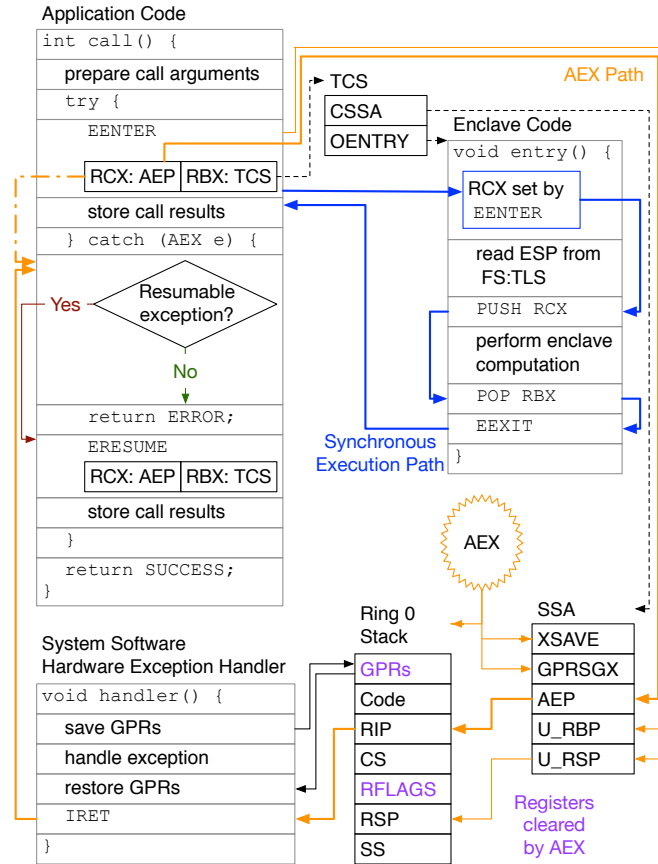 Application Code
int call() {
prepare call arguments
try {
EENTER
RCX: AEP RBX: TCS
store call results
} catch (AEX e) {
Resumable
exception?
Yes
No
return ERROR;
ERESUME
RCX: AEP RBX: TCS
store call results
}
return SUCCESS;
}
AEX Path
TCS
CSSA
OENTRY
Enclave Code
void entry() {
RCX set by
EENTER
read ESP from
FS:TLS
PUSH RCX
perform enclave
computation
POP RBX
EEXIT
}
Synchronous
Execution Path
AEX
System Software
Hardware Exception Handler
void handler() {
save GPRs
handle exception
restore GPRs
IRET
}
Ring 0
Stack
GPRs
Code
RIP
CS
RFLAGS
RSP
SS
SSA
XSAVE
GPRSGX
AEP
U_RBP
U_RSP
Registers
cleared
by AEX